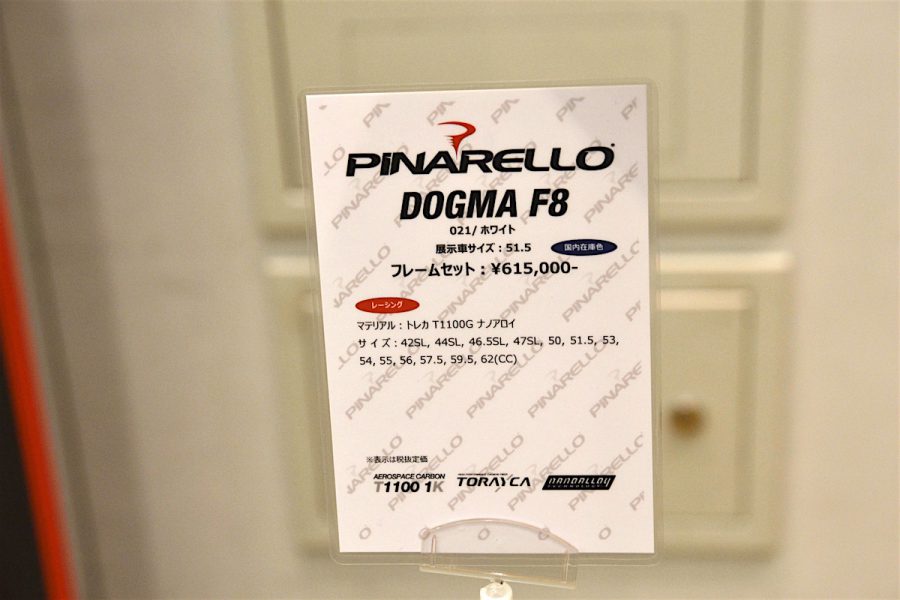 PINARELLO
DOGMA F8
021/ ホワイト
展示車サイズ：51.5 国内在庫色
フレームセット：¥615,000-
レーシング
マテリアル：トレカ T1100G ナノアロイ
サ イ ズ：42SL, 44SL, 46.5SL, 47SL, 50, 51.5, 53,
54, 55, 56, 57.5, 59.5, 62(CC)
※表示は税抜定価
AEROSPACE CARBON
T1100 1K
TORAYCA
NANOALLOY
TECHNOLOGY